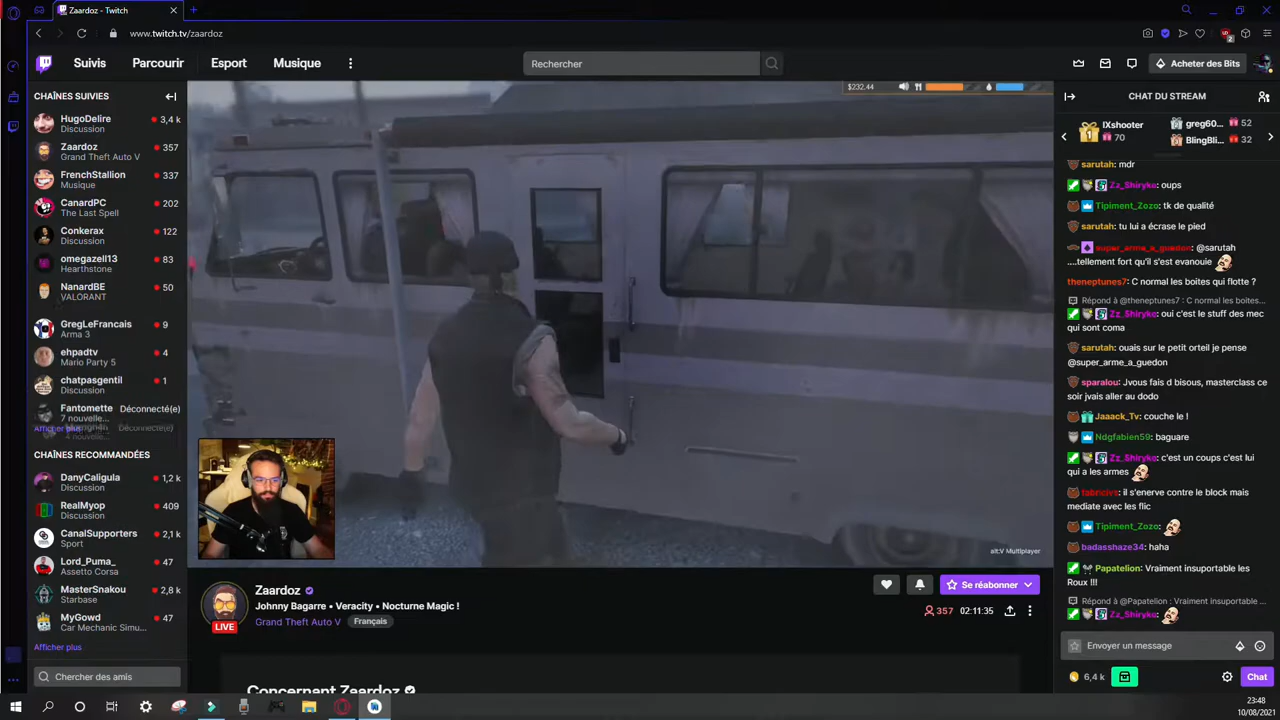 Zaardoz - Twitch
www.twitch.tv/zaardoz
Suivis
Parcourir
Esport
Musique
Rechercher
Acheter des Bits
CHAÎNES SUIVIES
HugoDelire
3,4 k
Discussion
Zaardoz
357
Grand Theft Auto V
FrenchStallion
337
Musique
CanardPC
202
The Last Spell
Conkerax
122
Discussion
omegazell13
83
Hearthstone
NanardBE
50
VALORANT
GregLeFrancais
9
Arma 3
ehpadtv
4
Mario Party 5
chatpasgentil
1
Discussion
Fantomette
Déconnecté(e)
7 nouvelle...
Déconnecté(e)
Afficher plus
4 nouvelle...
CHAÎNES RECOMMANDÉES
DanyCaligula
1,2 k
Discussion
RealMyop
409
Discussion
CanalSupporters
2,1 k
Sport
Lord_Puma_
47
Assetto Corsa
MasterSnakou
2,8 k
Starbase
MyGowd
47
Car Mechanic Simu...
Afficher plus
Chercher des amis
$232.44
alt:V Multiplayer
Zaardoz
Johnny Bagarre • Veracity • Nocturne Magic !
Grand Theft Auto V
Français
LIVE
Se réabonner
357
02:11:35
Concernant Zaardoz
CHAT DU STREAM
1
IXshooter
70
greg60...
52
BlingBli...
32
sarutah: mdr
Zz_Shiryko: oups
Tipiment_Zozo: tk de qualité
sarutah: tu lui a écrase le pied
super_arme_a_guedon: @sarutah
....tellement fort qu'il s'est evanouie
theneptunes7: C normal les boites qui flotte ?
Répond à @theneptunes7 : C normal les boites...
Zz_Shiryko: oui c'est le stuff des mec
qui sont coma
sarutah: ouais sur le petit orteil je pense
@super_arme_a_guedon
sparalou: Jvous fais d bisous, masterclass ce
soir jvais aller au dodo
Jaaack_Tv: couche le !
Ndgfabien59: baguare
Zz_Shiryko: c'est un coups c'est lui
qui a les armes
fabricivs: il s'enerve contre le block mais
mediate avec les flic
Tipiment_Zozo:
badasshaze34: haha
Papatelion: Vraiment insuportable les
Roux !!!
Répond à @Papatelion : Vraiment insuportable ...
Zz_Shiryko:
Envoyer un message
6,4 k
Chat
23:48
10/08/2021
2